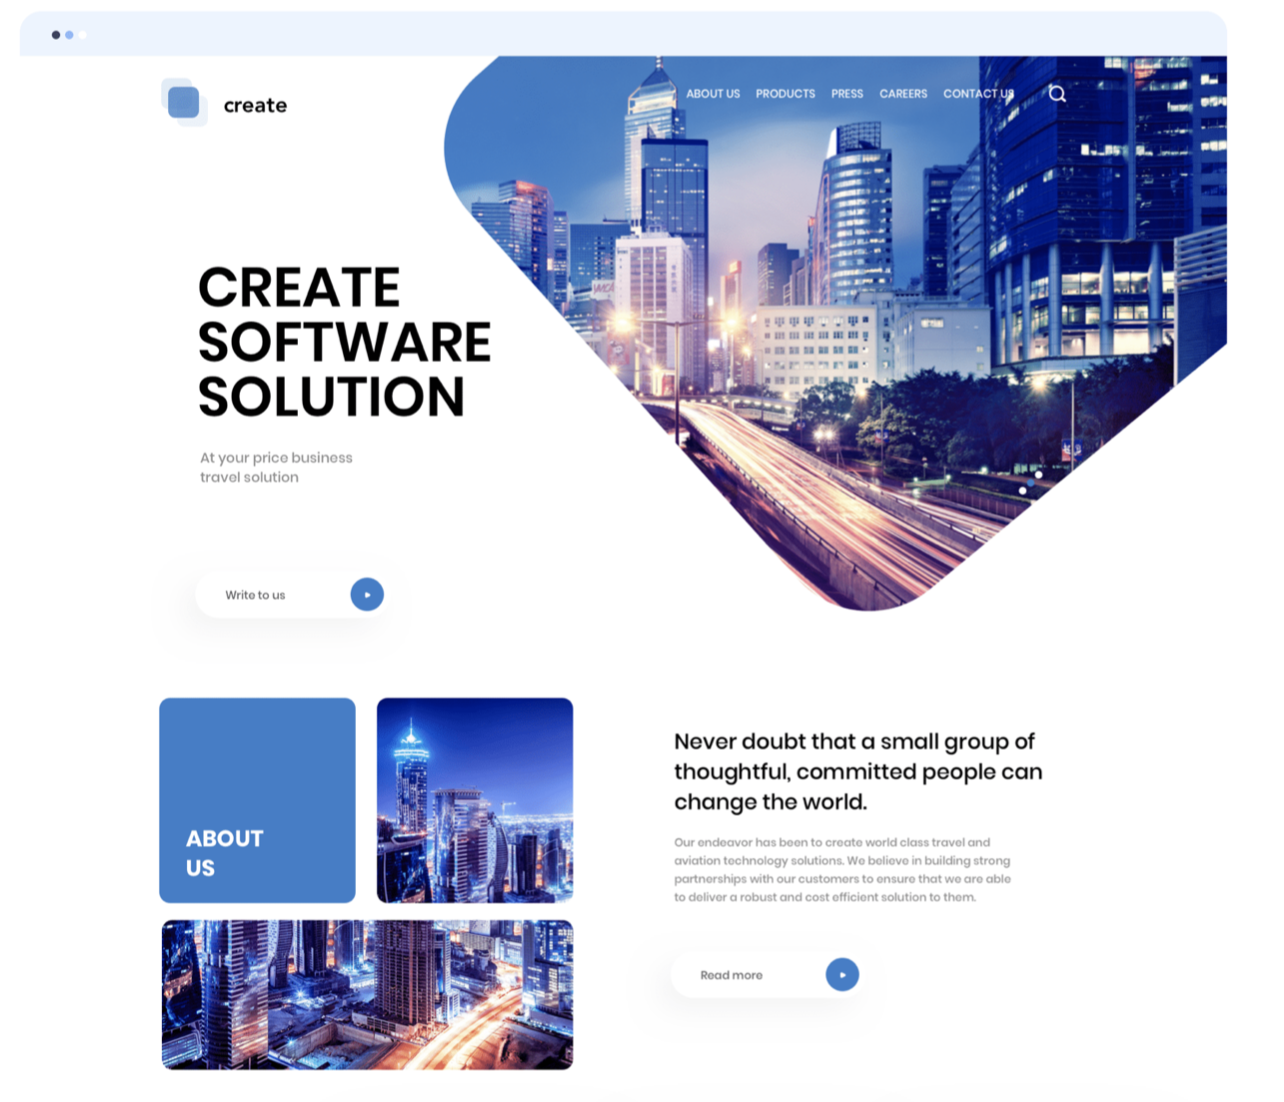 create
ABOUT US PRODUCTS PRESS CAREERS CONTACT US
CREATE
SOFTWARE
SOLUTION
At your price business
travel solution
Write to us
ABOUT
US
Never doubt that a small group of
thoughtful, committed people can
change the world.
Our endeavor has been to create world class travel and
aviation technology solutions. We believe in building strong
partnerships with our customers to ensure that we are able
to deliver a robust and cost efficient solution to them.
Read more